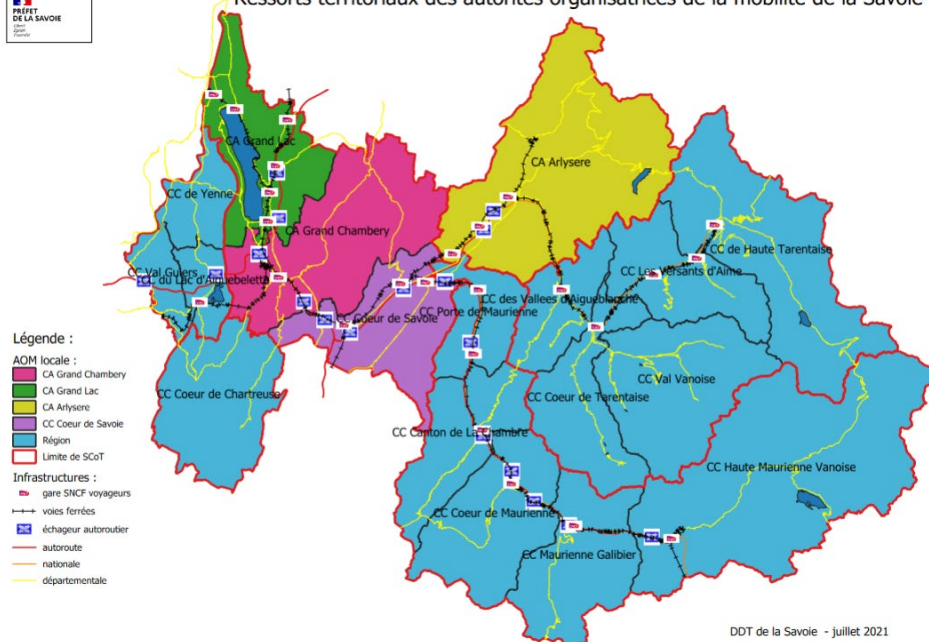 Ressorts territoriaux des autorités organisatrices de la mobilité de la Savoie
PRÉFET
DE LA SAVOIE
Liberté
Égalité
Fraternité
CA Grand Lac
CA Arlysere
CC de Yenne
CA Grand Chambery
CC de Haute Tarentaise
CC Val Guiers
CC du Lac d'Aiguebelette
CC Les Versants d'Aime
CC des Vallees d'Aigueblanche
CC Porte de Maurienne
CC Coeur de Savoie
CC Val Vanoise
CC Coeur de Chartreuse
CC Coeur de Tarentaise
CC Canton de La Chambre
CC Haute Maurienne Vanoise
CC Coeur de Maurienne
CC Maurienne Galibier
Légende :
AOM locale :
CA Grand Chambery
CA Grand Lac
CA Arlysere
CC Coeur de Savoie
Région
Limite de SCoT
Infrastructures :
gare SNCF voyageurs
voies ferrées
échageur autoroutier
autoroute
nationale
départementale
DDT de la Savoie - juillet 2021